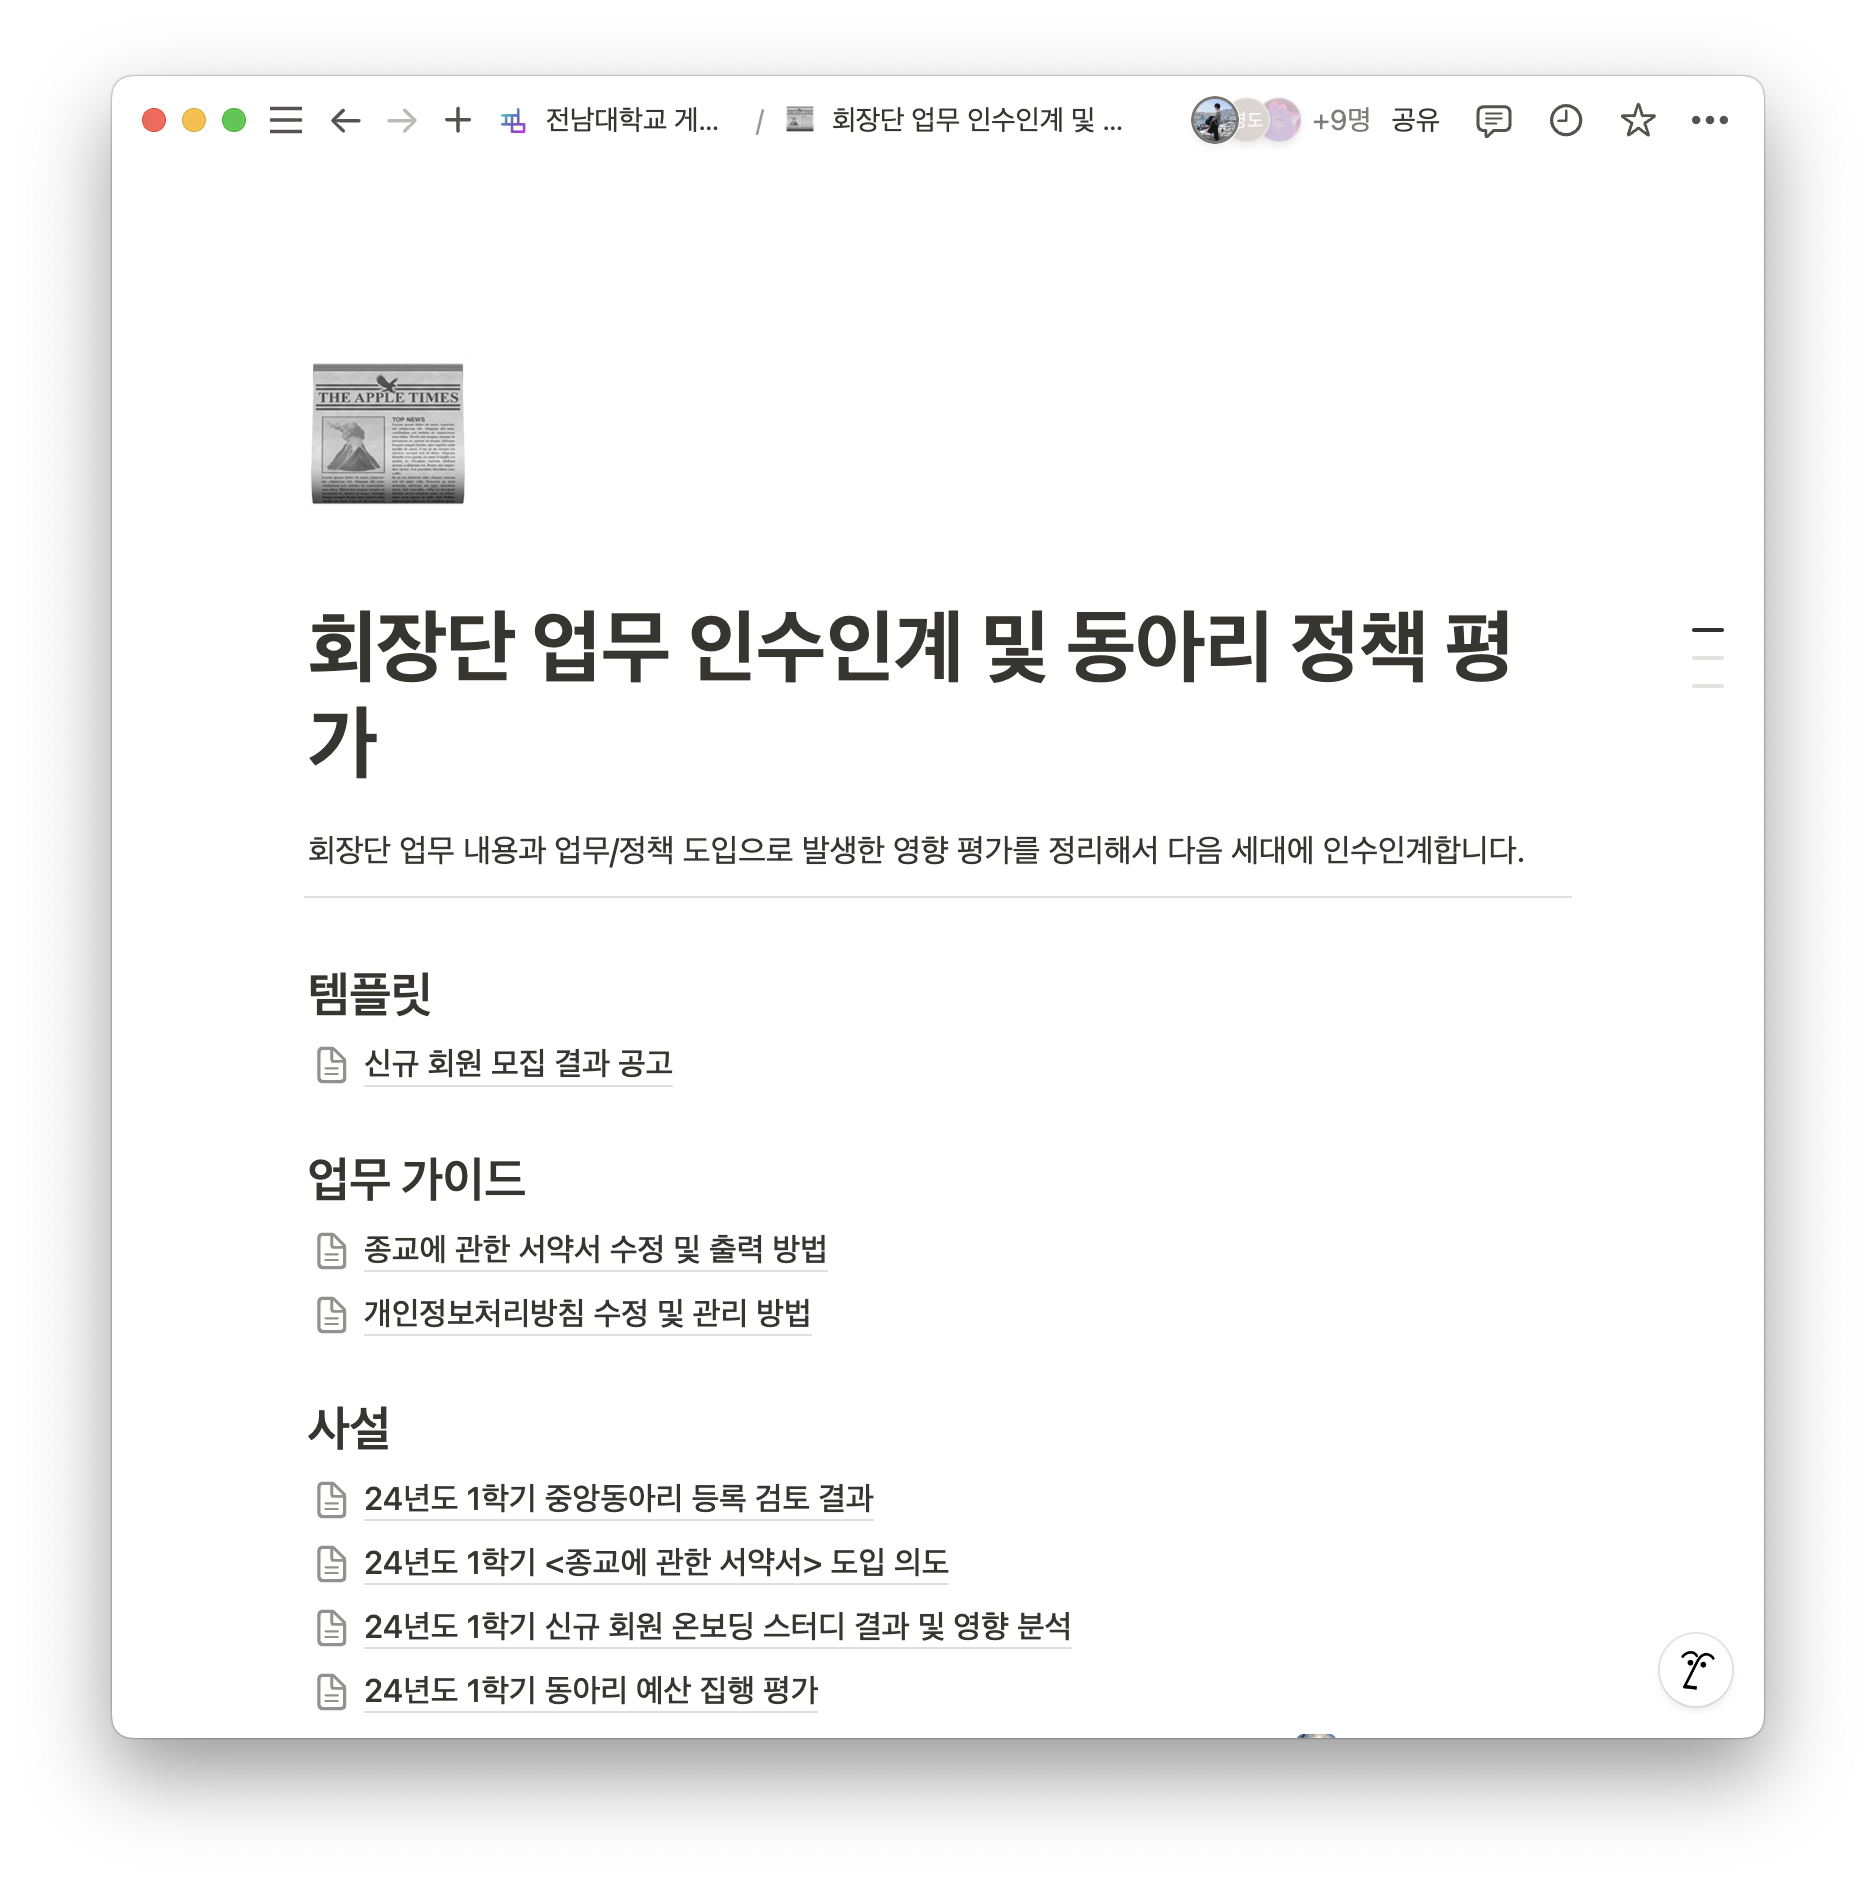 전남대학교 게... / 회장단 업무 인수인계 및 ... +9명 공유
THE APPLE TIMES
TOP NEWS
회장단 업무 인수인계 및 동아리 정책 평
가
회장단 업무 내용과 업무/정책 도입으로 발생한 영향 평가를 정리해서 다음 세대에 인수인계합니다.
템플릿
신규 회원 모집 결과 공고
업무 가이드
종교에 관한 서약서 수정 및 출력 방법
개인정보처리방침 수정 및 관리 방법
사설
24년도 1학기 중앙동아리 등록 검토 결과
24년도 1학기 <종교에 관한 서약서> 도입 의도
24년도 1학기 신규 회원 온보딩 스터디 결과 및 영향 분석
24년도 1학기 동아리 예산 집행 평가